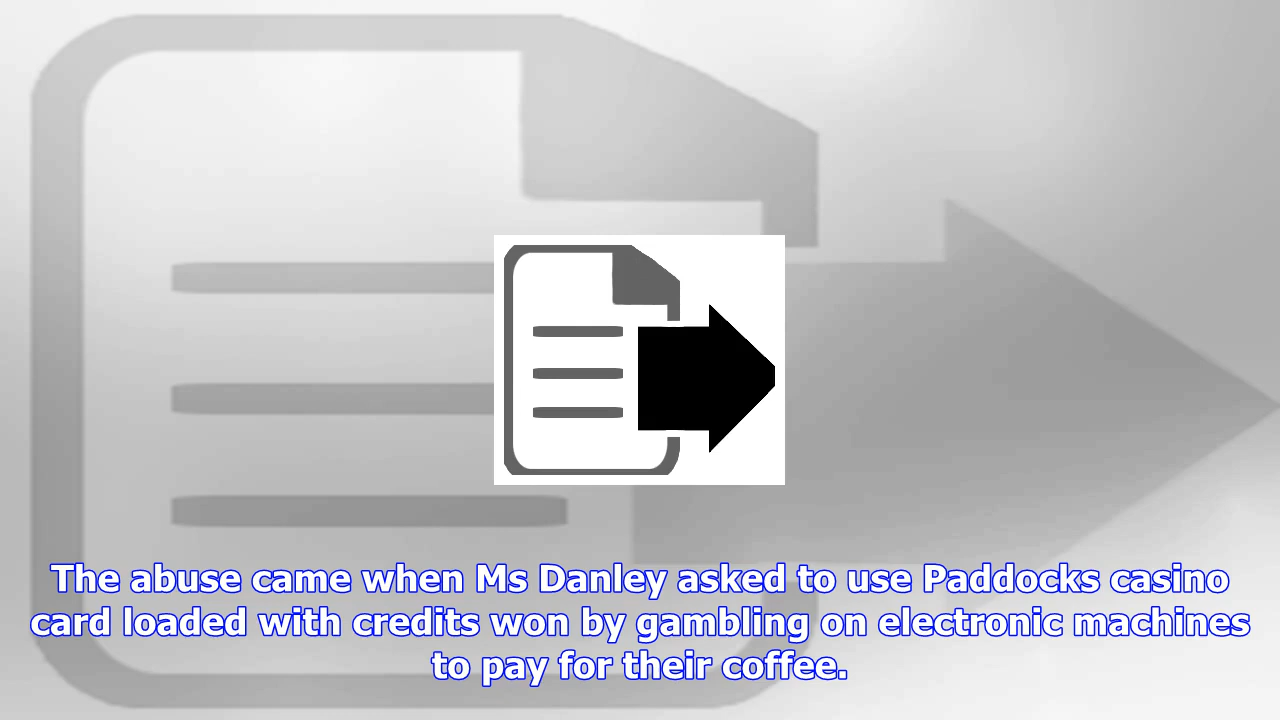 The abuse came when Ms Danley asked to use Paddocks casino
card loaded with credits won by gambling on electronic machines
to pay for their coffee.